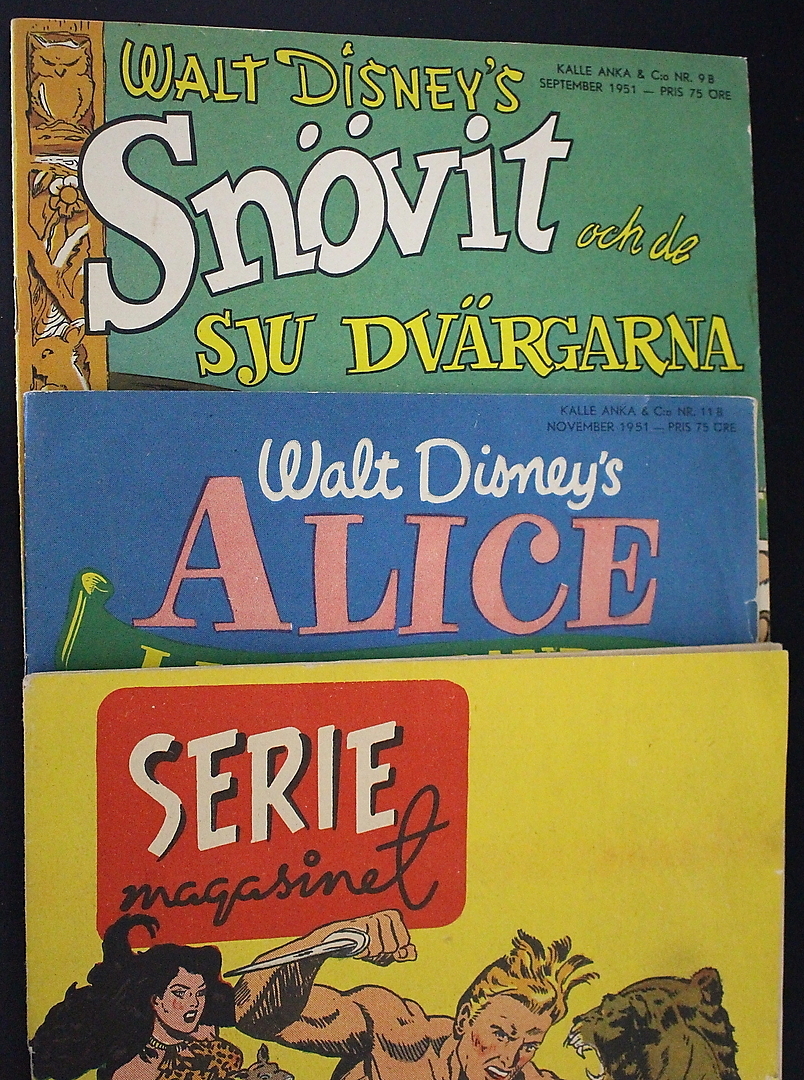 WALT DISNEY'S
KALLE ANKA & C:o NR. 9 B
SEPTEMBER 1951 — PRIS 75 ÖRE
Snövit
och de
SJU DVÄRGARNA
KALLE ANKA & C:o NR. 11 B
NOVEMBER 1951 — PRIS 75 ÖRE
Walt Disney's
ALICE
SERIE
magasinet